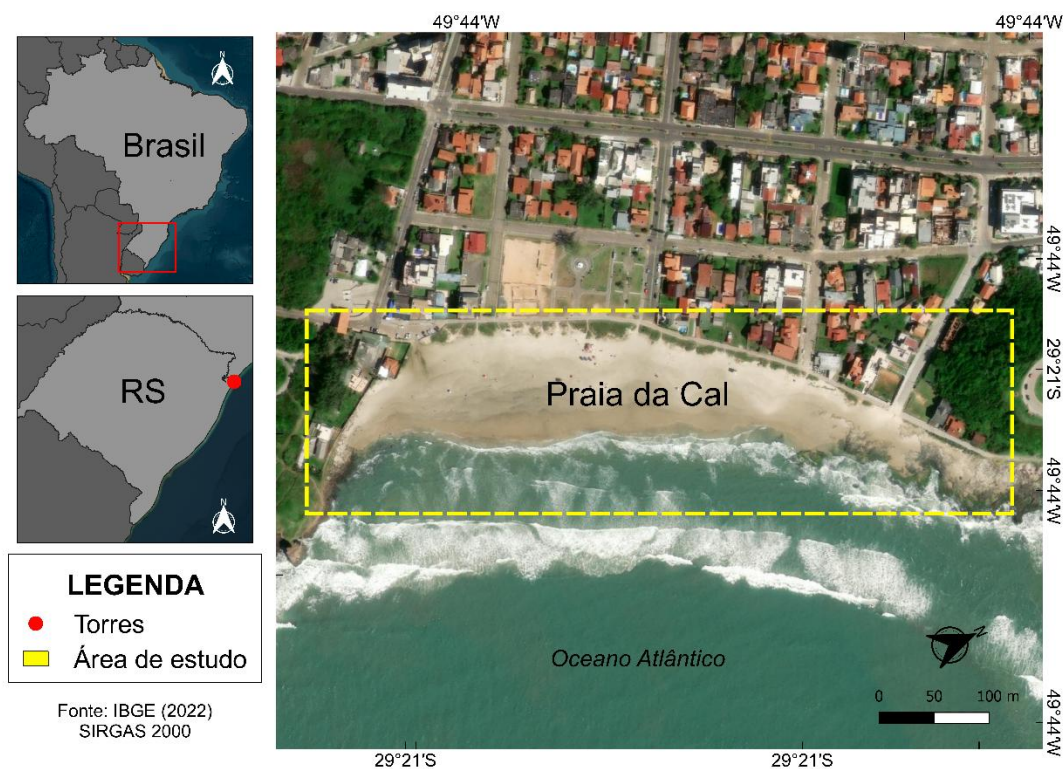 49°44'W
49°44'W
N
Brasil
N
RS
LEGENDA
Torres
Área de estudo
Fonte: IBGE (2022)
SIRGAS 2000
Praia da Cal
Oceano Atlântico
N
0 50 100 m
49°44'W
29°21'S
49°44'W
49°44'W
29°21'S
29°21'S